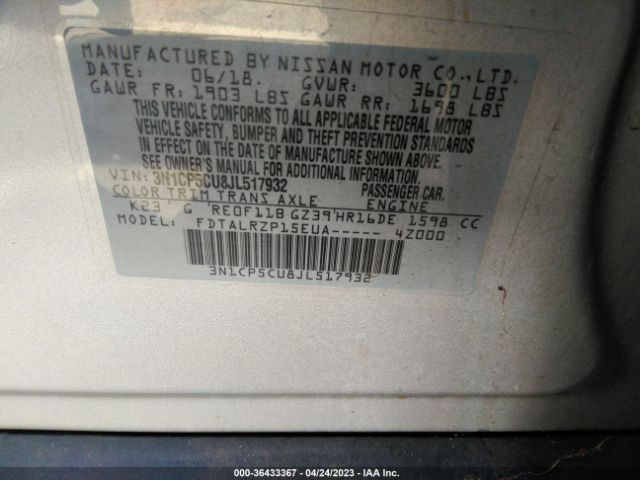 MANUFACTURED BY NISSAN MOTOR CO.,LTD.
DATE: 06/18. GVWR: 3600 LBS
GAWR FR: 1903 LBS GAWR RR: 1698 LBS
THIS VEHICLE CONFORMS TO ALL APPLICABLE FEDERAL MOTOR
VEHICLE SAFETY, BUMPER AND THEFT PREVENTION STANDARDS
IN EFFECT ON THE DATE OF MANUFACTURE SHOWN ABOVE.
SEE OWNER'S MANUAL FOR ADDITIONAL INFORMATION.
VIN: 3N1CP5CU8JL517932 PASSENGER CAR.
COLOR TRIM TRANS AXLE ENGINE
K23 G RE0F11B GZ39 HR16DE 1598 CC
MODEL: FDTALRZP15EUA----- 4Z000
3N1CP5CU8JL517932
000-36433367 - 04/24/2023 - IAA Inc.